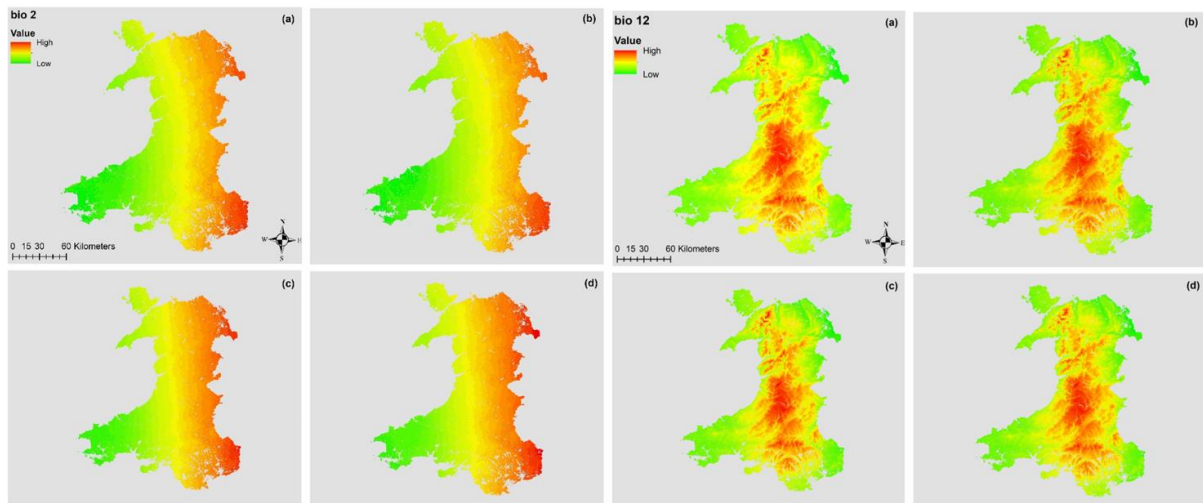 bio 2
(a)
Value
High
Low
N
W E
S
0 15 30 60 Kilometers
(b)
(c)
(d)
bio 12
(a)
Value
High
Low
N
W E
S
0 15 30 60 Kilometers
(b)
(c)
(d)